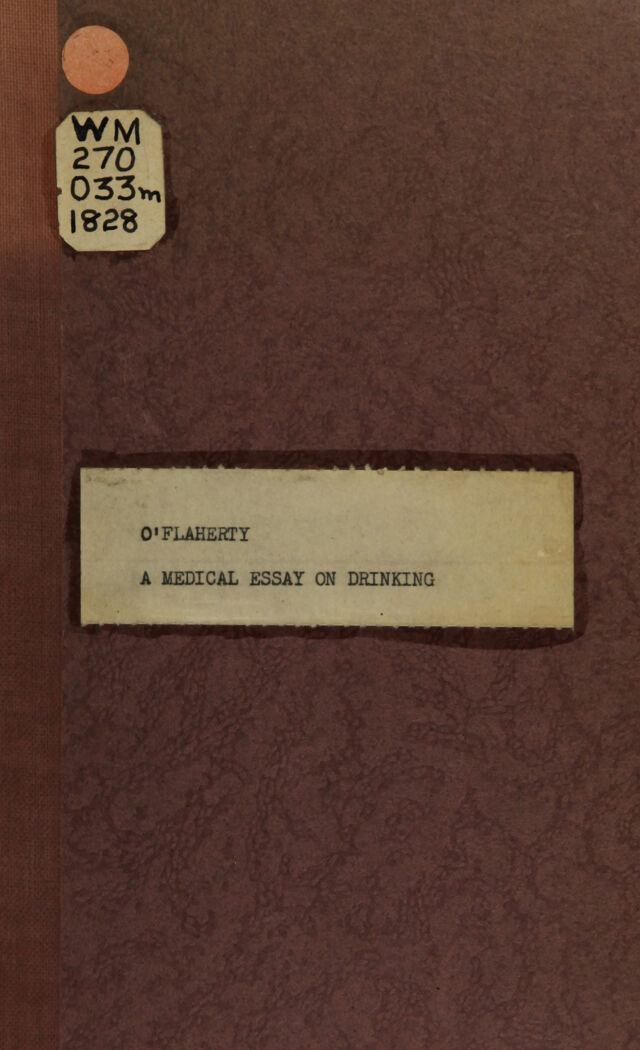 WM
270
O33m
1828
O'FLAHERTY
A MEDICAL ESSAY ON DRINKING